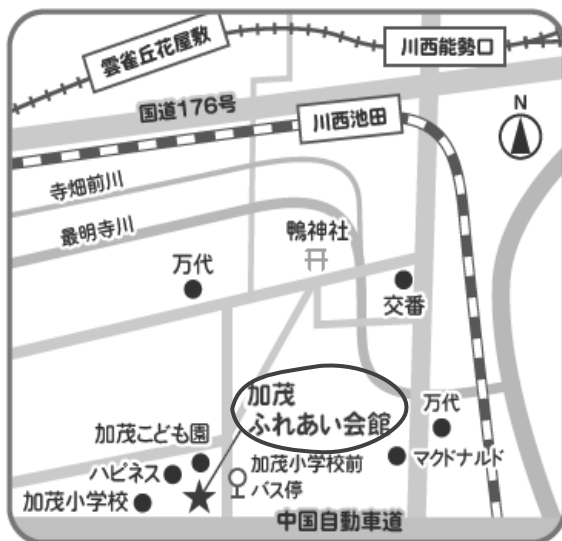 雲雀丘花屋敷
川西能勢口
国道176号
川西池田
N
寺畑前川
最明寺川
鴨神社
万代
交番
加茂
ふれあい会館
万代
加茂こども園
ハピネス
加茂小学校前
バス停
マクドナルド
加茂小学校
中国自動車道